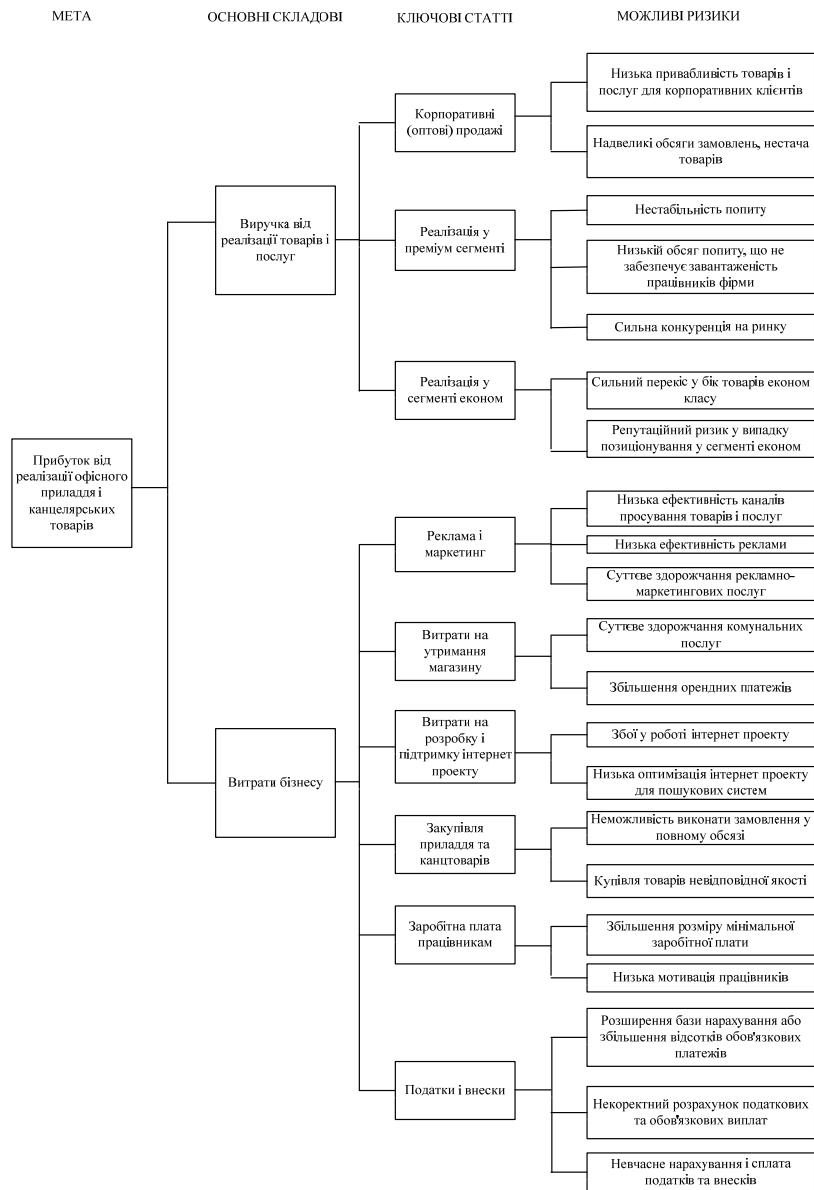 МЕТА
ОСНОВНІ СКЛАДОВІ
КЛЮЧОВІ СТАТТІ
МОЖЛИВІ РИЗИКИ
Прибуток від
реалізації офісного
приладдя і
канцелярських
товарів
Виручка від
реалізації товарів і
послуг
Корпоративні
(оптові) продажі
Низька привабливість товарів і
послуг для корпоративних клієнтів
Надвеликі обсяги замовлень, нестача
товарів
Реалізація у
преміум сегменті
Нестабільність попиту
Низькій обсяг попиту, що не
забезпечує завантаженість
працівників фірми
Сильна конкуренція на ринку
Реалізація у
сегменті економ
Сильний перекіс у бік товарів економ
класу
Репутаційний ризик у випадку
позиціонування у сегменті економ
Витрати бізнесу
Реклама і
маркетинг
Низька ефективність каналів
просування товарів і послуг
Низька ефективність реклами
Суттєве здорожчання рекламно-
маркетингових послуг
Витрати на
утримання
магазину
Суттєве здорожчання комунальних
послуг
Збільшення орендних платежів
Витрати на
розробку і
підтримку інтернет
проекту
Збої у роботі інтернет проекту
Низька оптимізація інтернет проекту
для пошукових систем
Закупівля
приладдя та
канцтоварів
Неможливість виконати замовлення у
повному обсязі
Купівля товарів невідповідної якості
Заробітна плата
працівникам
Збільшення розміру мінімальної
заробітної плати
Низька мотивація працівників
Податки і внески
Розширення бази нарахування або
збільшення відсотків обов'язкових
платежів
Некоректний розрахунок податкових
та обов'язкових виплат
Невчасне нарахування і сплата
податків та внесків